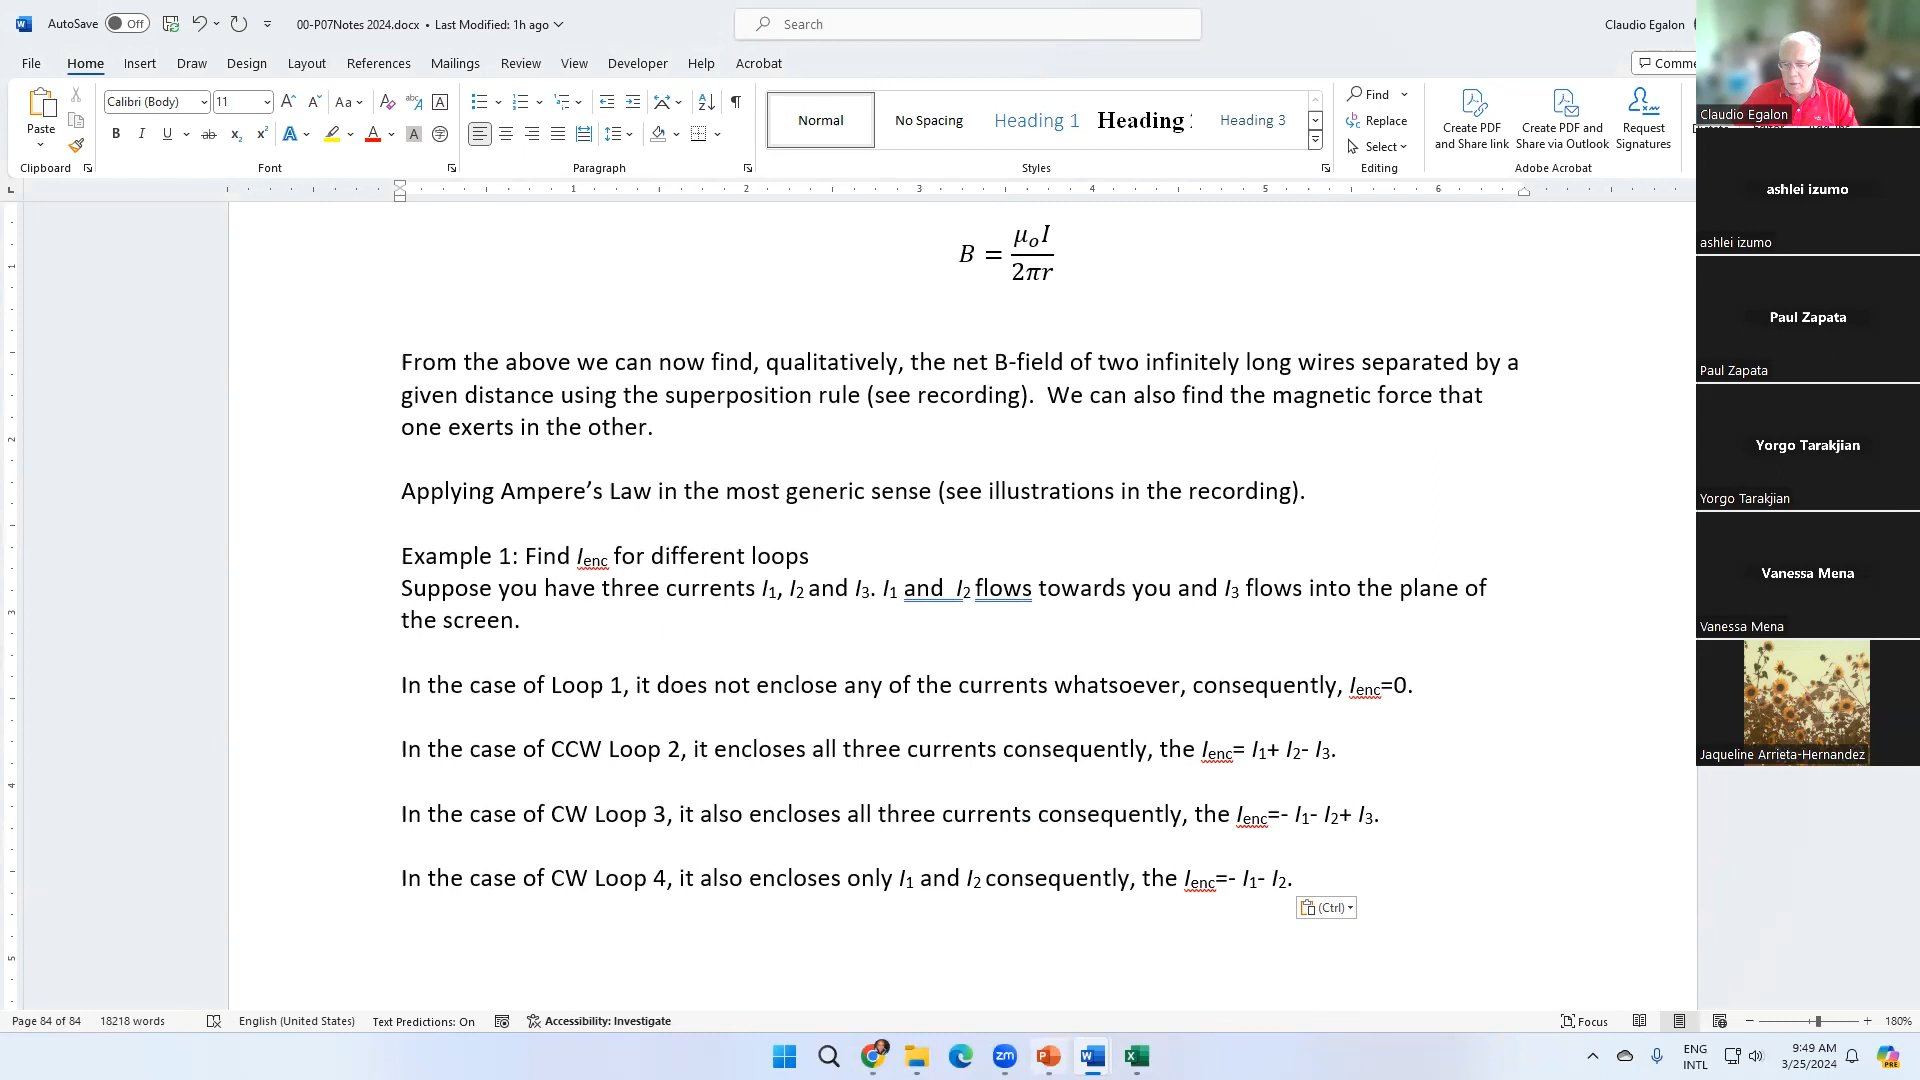 AutoSave Off 00-P07Notes 2024.docx • Last Modified: 1h ago Search Claudio Egalon
File Home Insert Draw Design Layout References Mailings Review View Developer Help Acrobat Comme
Paste Calibri (Body) 11 Normal No Spacing Heading 1 Heading Heading 3 Find Replace Select Create PDF and Share link Create PDF and Share via Outlook Request Signatures
Clipboard Font Paragraph Styles Editing Adobe Acrobat
1 2 3 4 5 6
B = μₒI / 2πr
From the above we can now find, qualitatively, the net B-field of two infinitely long wires separated by a
given distance using the superposition rule (see recording).  We can also find the magnetic force that
one exerts in the other.
Applying Ampere’s Law in the most generic sense (see illustrations in the recording).
Example 1: Find Ienc for different loops
Suppose you have three currents I1, I2 and I3. I1 and  I2 flows towards you and I3 flows into the plane of
the screen.
In the case of Loop 1, it does not enclose any of the currents whatsoever, consequently, Ienc=0.
In the case of CCW Loop 2, it encloses all three currents consequently, the Ienc= I1+ I2- I3.
In the case of CW Loop 3, it also encloses all three currents consequently, the Ienc=- I1- I2+ I3.
In the case of CW Loop 4, it also encloses only I1 and I2 consequently, the Ienc=- I1- I2.
(Ctrl)
Claudio Egalon
ashlei izumo
ashlei izumo
Paul Zapata
Paul Zapata
Yorgo Tarakjian
Yorgo Tarakjian
Vanessa Mena
Vanessa Mena
Jaqueline Arrieta-Hernandez
Page 84 of 84 18218 words English (United States) Text Predictions: On Accessibility: Investigate Focus 180%
ENG INTL 9:49 AM 3/25/2024